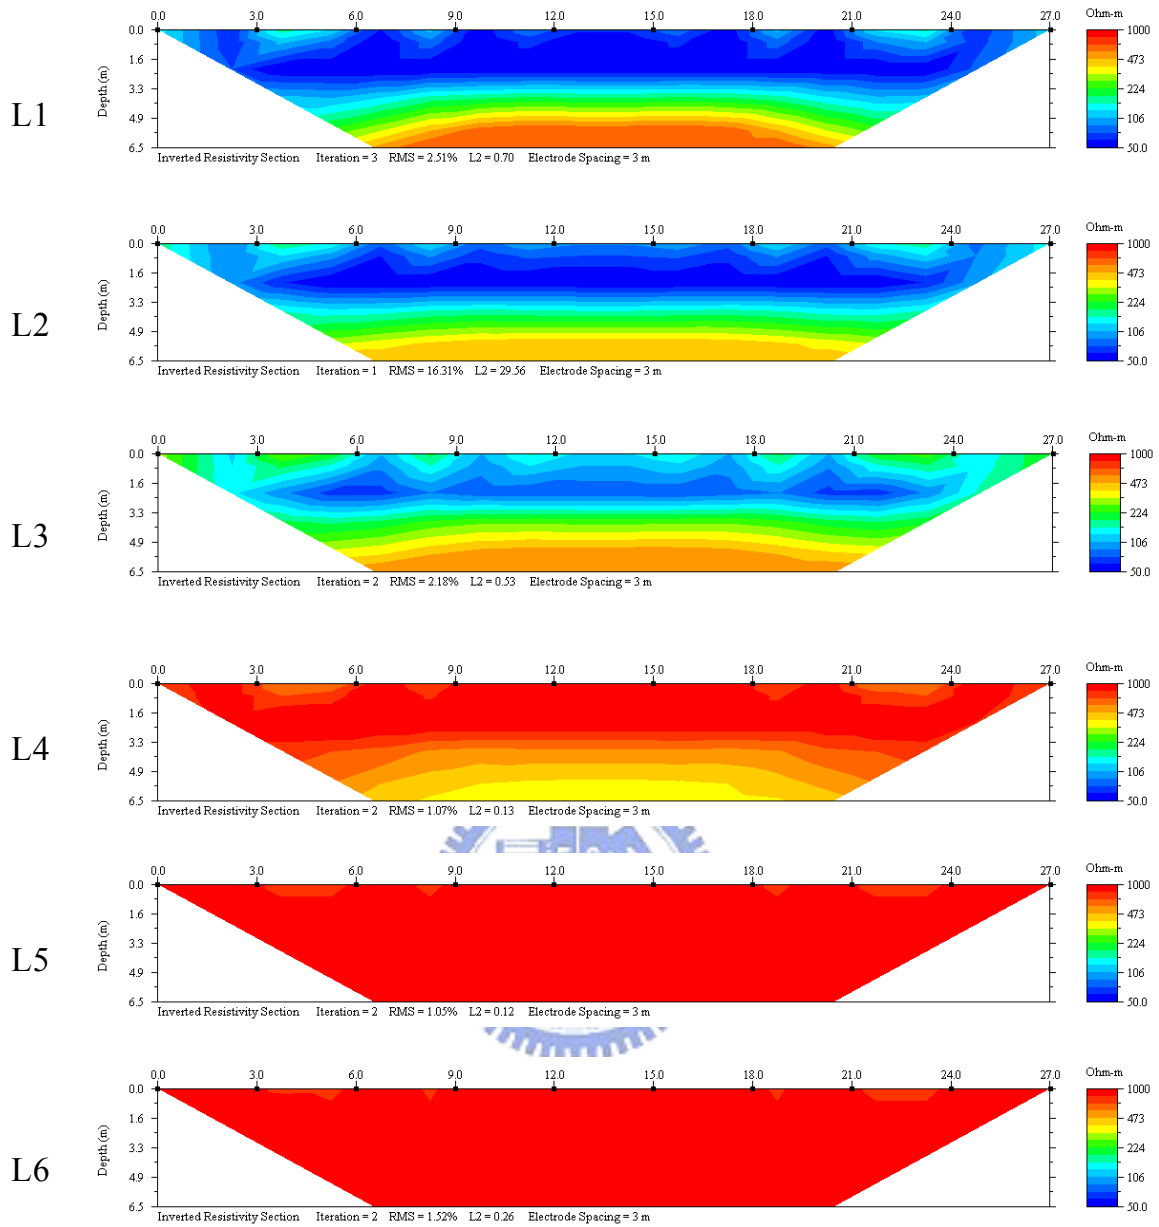 0.0 3.0 6.0 9.0 12.0 15.0 18.0 21.0 24.0 27.0
Ohm-m
L1
Depth (m)
0.0
1.6
3.3
4.9
6.5
1000
473
224
106
50.0
Inverted Resistivity Section Iteration = 3 RMS = 2.51% L2 = 0.70 Electrode Spacing = 3 m
0.0 3.0 6.0 9.0 12.0 15.0 18.0 21.0 24.0 27.0
Ohm-m
L2
Depth (m)
0.0
1.6
3.3
4.9
6.5
1000
473
224
106
50.0
Inverted Resistivity Section Iteration = 1 RMS = 16.31% L2 = 29.56 Electrode Spacing = 3 m
0.0 3.0 6.0 9.0 12.0 15.0 18.0 21.0 24.0 27.0
Ohm-m
L3
Depth (m)
0.0
1.6
3.3
4.9
6.5
1000
473
224
106
50.0
Inverted Resistivity Section Iteration = 2 RMS = 2.18% L2 = 0.53 Electrode Spacing = 3 m
0.0 3.0 6.0 9.0 12.0 15.0 18.0 21.0 24.0 27.0
Ohm-m
L4
Depth (m)
0.0
1.6
3.3
4.9
6.5
1000
473
224
106
50.0
Inverted Resistivity Section Iteration = 2 RMS = 1.07% L2 = 0.13 Electrode Spacing = 3 m
0.0 3.0 6.0 9.0 12.0 15.0 18.0 21.0 24.0 27.0
Ohm-m
L5
Depth (m)
0.0
1.6
3.3
4.9
6.5
1000
473
224
106
50.0
Inverted Resistivity Section Iteration = 2 RMS = 1.05% L2 = 0.12 Electrode Spacing = 3 m
0.0 3.0 6.0 9.0 12.0 15.0 18.0 21.0 24.0 27.0
Ohm-m
L6
Depth (m)
0.0
1.6
3.3
4.9
6.5
1000
473
224
106
50.0
Inverted Resistivity Section Iteration = 2 RMS = 1.52% L2 = 0.26 Electrode Spacing = 3 m